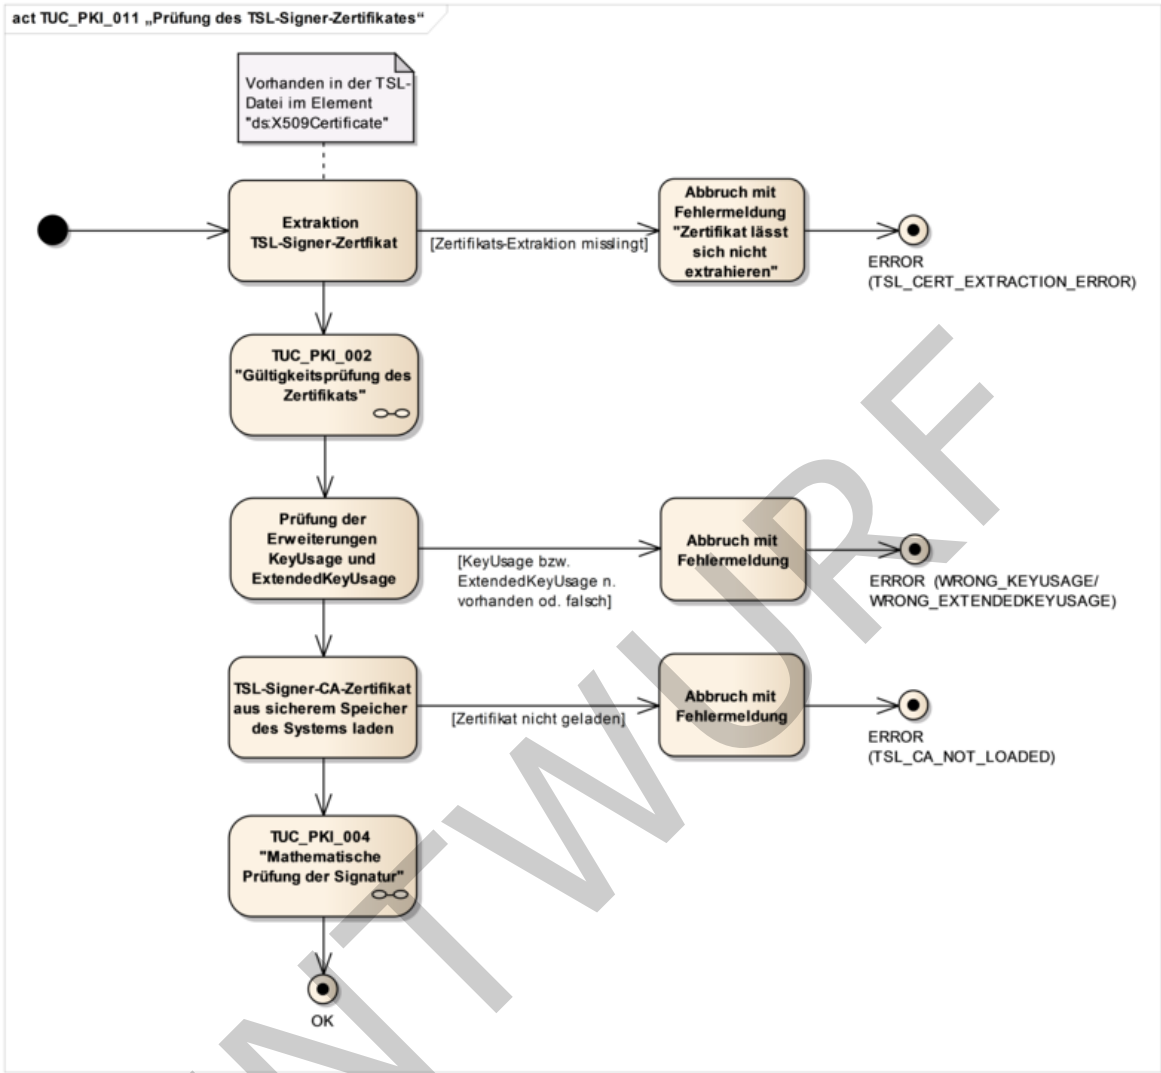 act TUC_PKI_011 „Prüfung des TSL-Signer-Zertifikates“
Vorhanden in der TSL-
Datei im Element
"ds:X509Certificate"
Extraktion
TSL-Signer-Zertfikat
[Zertifikats-Extraktion misslingt]
Abbruch mit
Fehlermeldung
"Zertifikat lässt
sich nicht
extrahieren"
ERROR
(TSL_CERT_EXTRACTION_ERROR)
TUC_PKI_002
"Gültigkeitsprüfung des
Zertifikats"
Prüfung der
Erweiterungen
KeyUsage und
ExtendedKeyUsage
[KeyUsage bzw.
ExtendedKeyUsage n.
vorhanden od. falsch]
Abbruch mit
Fehlermeldung
ERROR (WRONG_KEYUSAGE/
WRONG_EXTENDEDKEYUSAGE)
TSL-Signer-CA-Zertifikat
aus sicherem Speicher
des Systems laden
[Zertifikat nicht geladen]
Abbruch mit
Fehlermeldung
ERROR
(TSL_CA_NOT_LOADED)
TUC_PKI_004
"Mathematische
Prüfung der Signatur"
OK
NTWURF